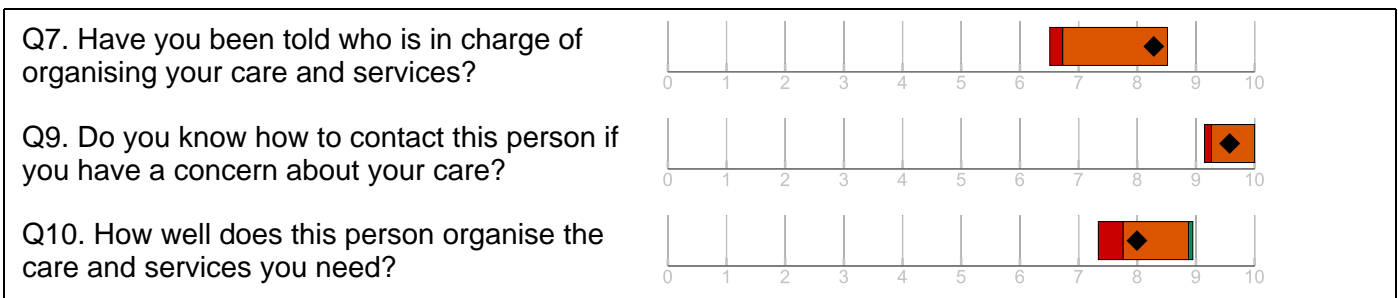 Q7. Have you been told who is in charge of
organising your care and services?
0 1 2 3 4 5 6 7 8 9 10
Q9. Do you know how to contact this person if
you have a concern about your care?
0 1 2 3 4 5 6 7 8 9 10
Q10. How well does this person organise the
care and services you need?
0 1 2 3 4 5 6 7 8 9 10